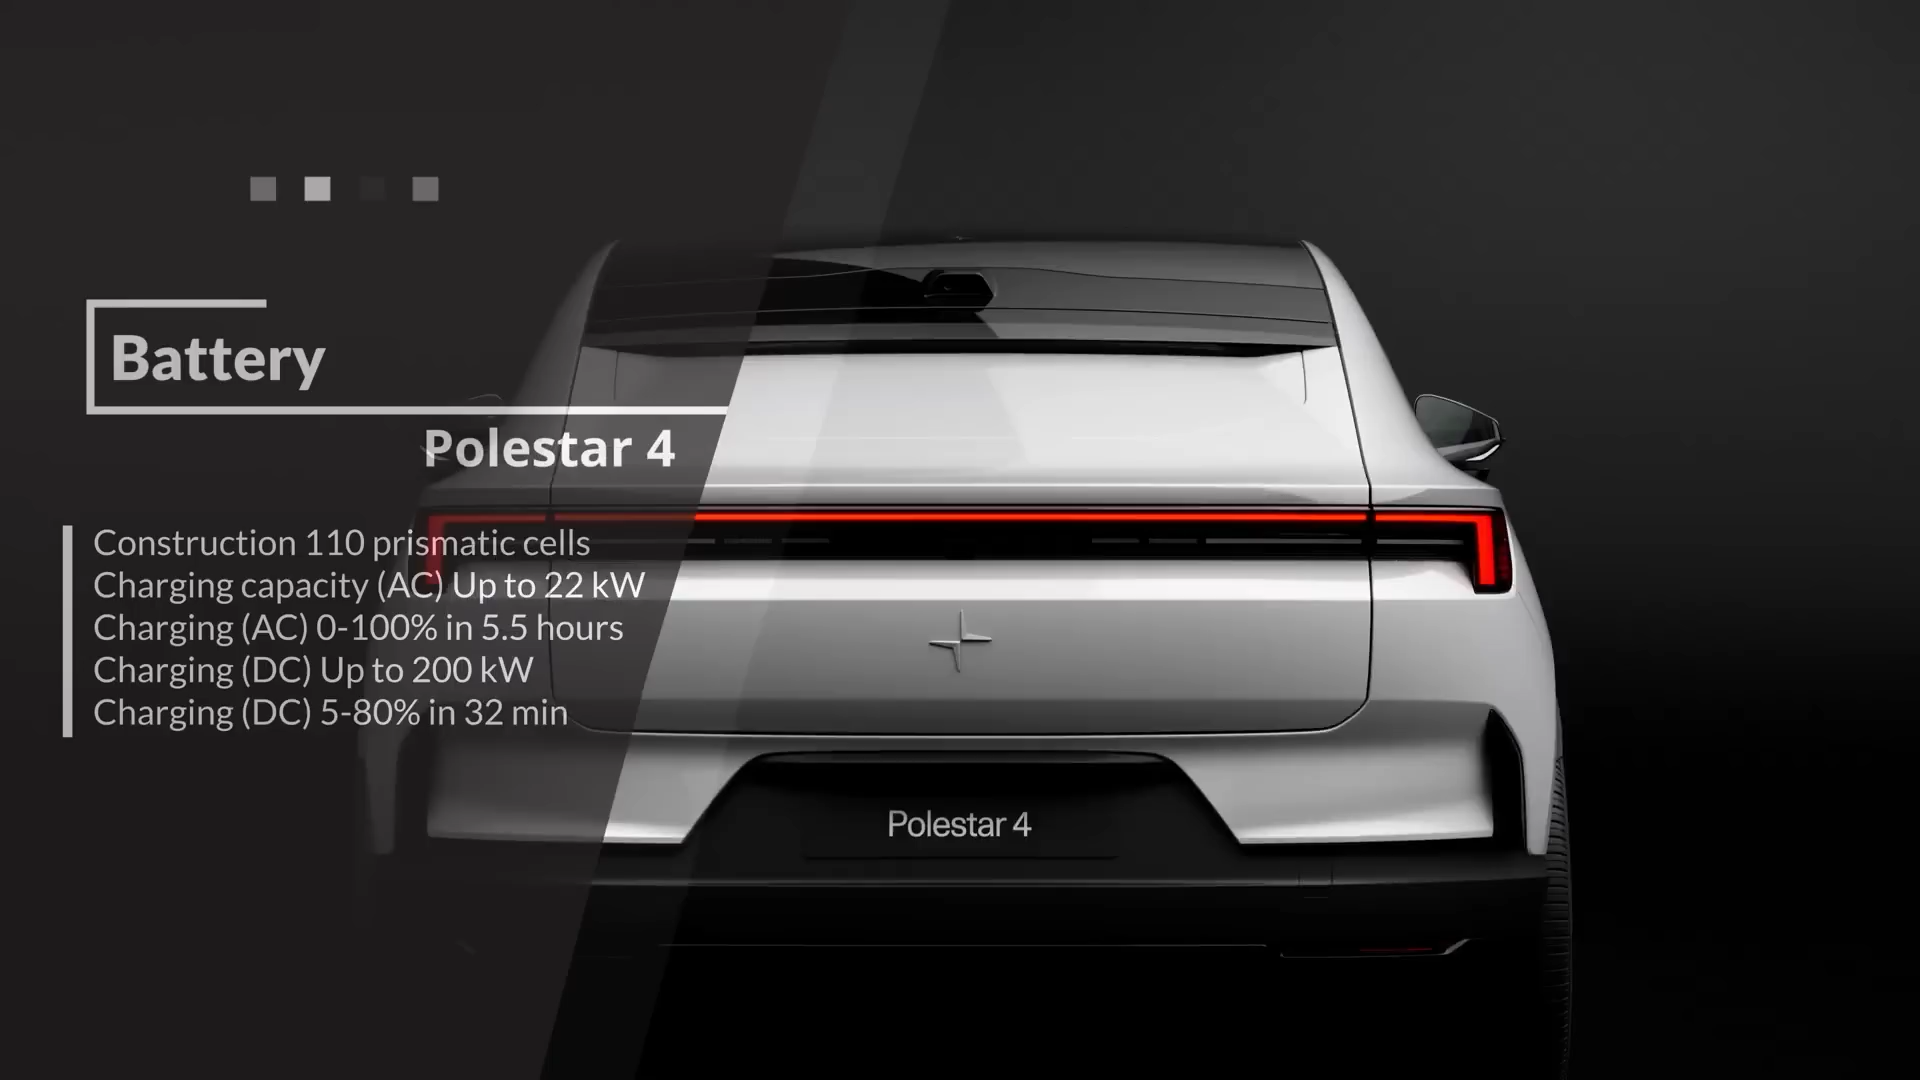 Battery
Polestar 4
Construction 110 prismatic cells
Charging capacity (AC) Up to 22 kW
Charging (AC) 0-100% in 5.5 hours
Charging (DC) Up to 200 kW
Charging (DC) 5-80% in 32 min
Polestar 4